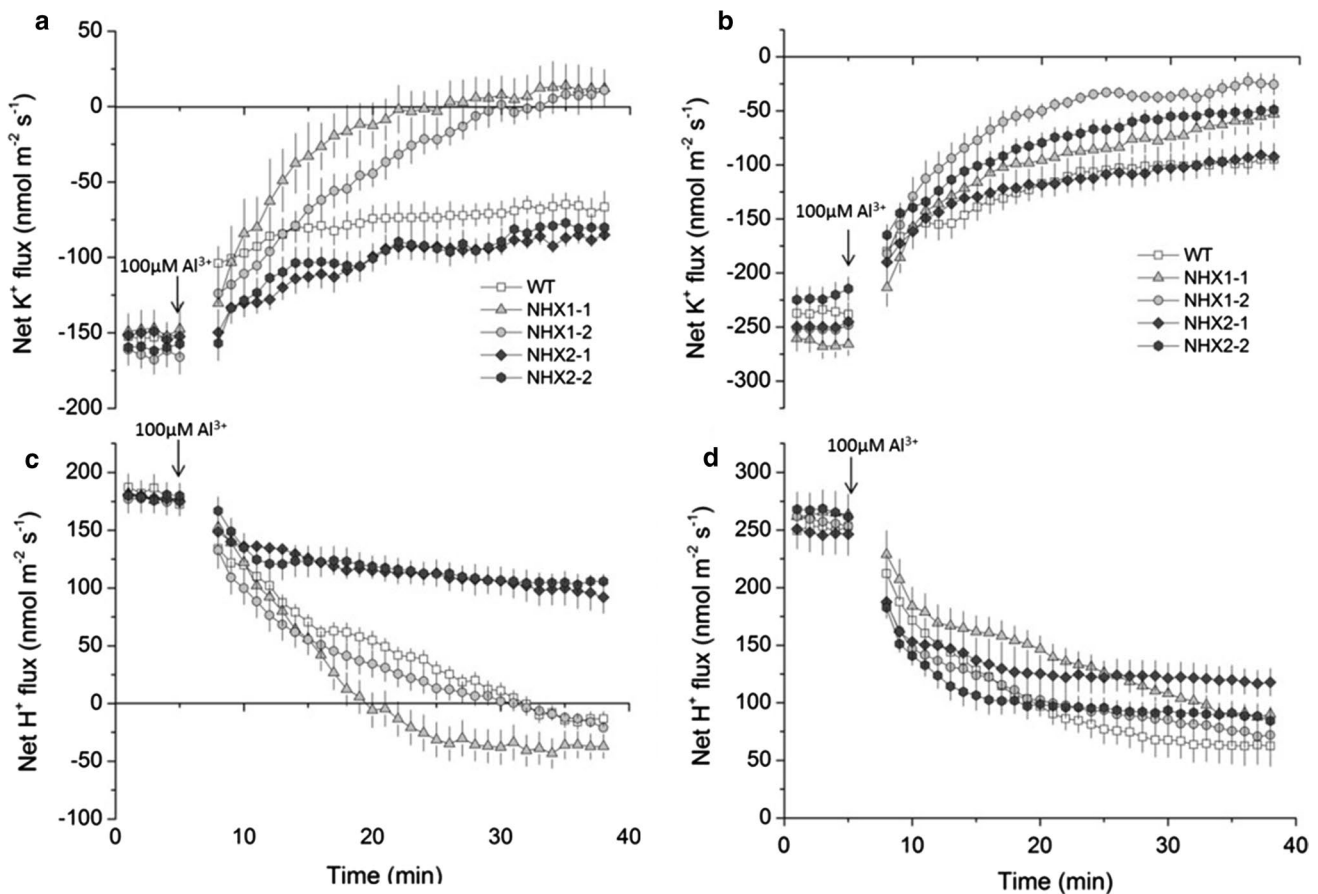 a
50
0
-50
-100
-150
-200
Net K⁺ flux (nmol m⁻² s⁻¹)
100µM Al³⁺
WT
NHX1-1
NHX1-2
NHX2-1
NHX2-2
b
0
-50
-100
-150
-200
-250
-300
Net K⁺ flux (nmol m⁻² s⁻¹)
100µM Al³⁺
WT
NHX1-1
NHX1-2
NHX2-1
NHX2-2
c
200
150
100
50
0
-50
-100
Net H⁺ flux (nmol m⁻² s⁻¹)
100µM Al³⁺
0 10 20 30 40
Time (min)
d
300
250
200
150
100
50
0
Net H⁺ flux (nmol m⁻² s⁻¹)
100µM Al³⁺
0 10 20 30 40
Time (min)